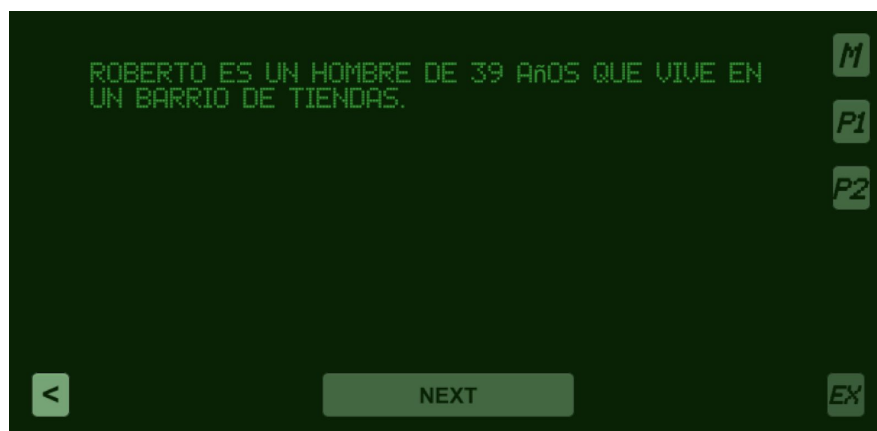 ROBERTO ES UN HOMBRE DE 39 AñOS QUE VIVE EN
UN BARRIO DE TIENDAS.
M
P1
P2
<
NEXT
EX